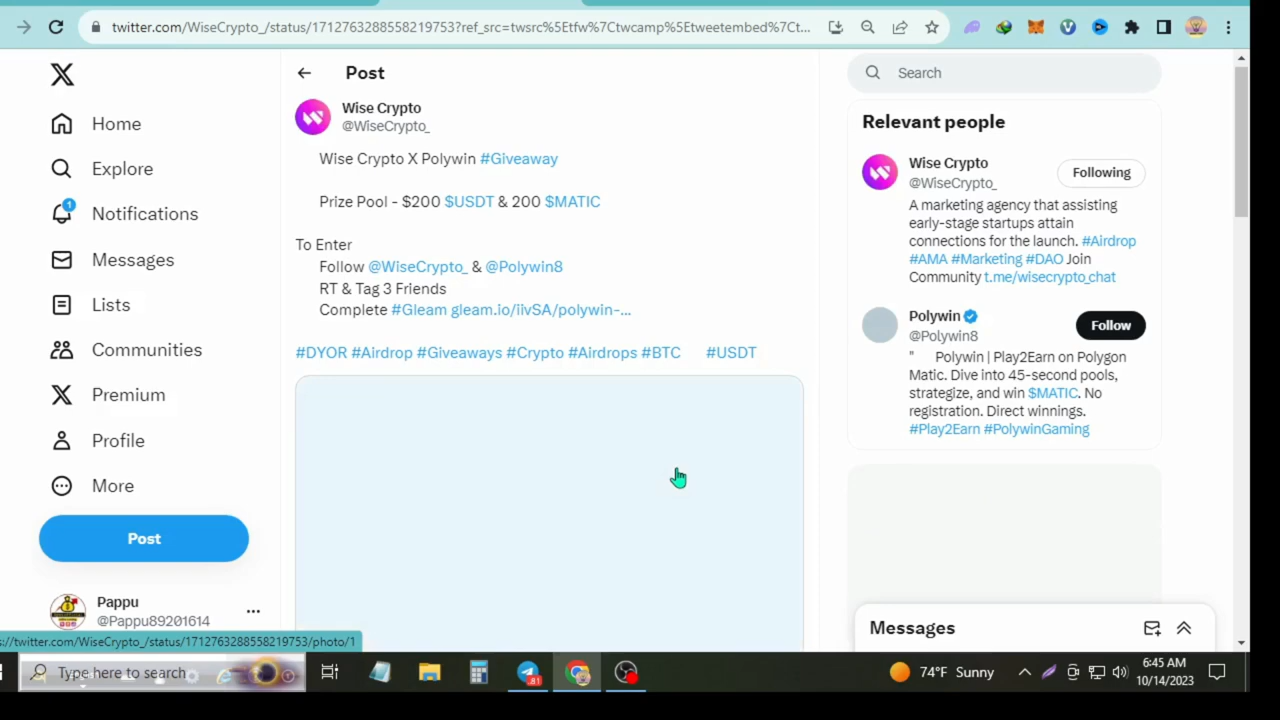 twitter.com/WiseCrypto_/status/1712763288558219753?ref_src=twsrc%5Etfw%7Ctwcamp%5Etweetembed%7Ct...
Post
Search
Wise Crypto
@WiseCrypto_
Wise Crypto X Polywin #Giveaway
Prize Pool - $200 $USDT & 200 $MATIC
To Enter
Follow @WiseCrypto_ & @Polywin8
RT & Tag 3 Friends
Complete #Gleam gleam.io/iivSA/polywin-...
#DYOR #Airdrop #Giveaways #Crypto #Airdrops #BTC #USDT
Home
Explore
1
Notifications
Messages
Lists
Communities
Premium
Profile
More
Post
Pappu
@Pappu89201614
Relevant people
Wise Crypto
@WiseCrypto_
Following
A marketing agency that assisting
early-stage startups attain
connections for the launch. #Airdrop
#AMA #Marketing #DAO Join
Community t.me/wisecrypto_chat
Polywin
@Polywin8
Follow
" Polywin | Play2Earn on Polygon
Matic. Dive into 45-second pools,
strategize, and win $MATIC. No
registration. Direct winnings.
#Play2Earn #PolywinGaming
Messages
s://twitter.com/WiseCrypto_/status/1712763288558219753/photo/1
Type here to search
81
74°F Sunny
6:45 AM
10/14/2023